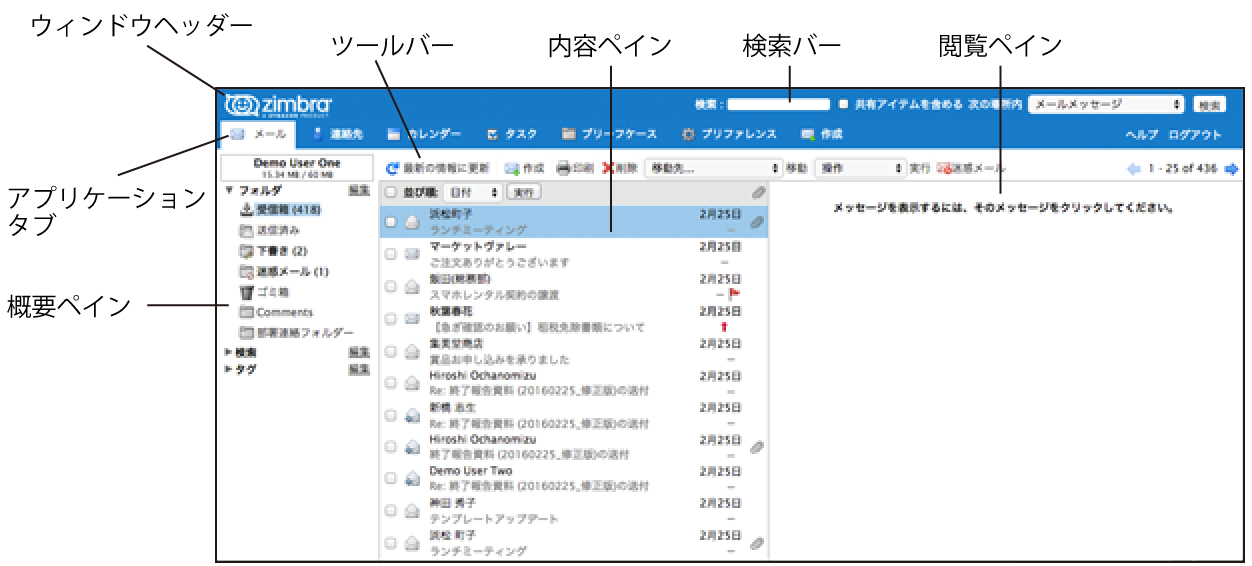 ウィンドウヘッダー
ツールバー
内容ペイン
検索バー
閲覧ペイン
アプリケーション
タブ
概要ペイン
zimbra
A SYNACOR PRODUCT
検索：
共有アイテムを含める 次の場所内
メールメッセージ
検索
メール
連絡先
カレンダー
タスク
ブリーフケース
プリファレンス
作成
ヘルプ ログアウト
Demo User One
15.34 MB / 60 MB
▼ フォルダ 編集
受信箱 (418)
送信済み
下書き (2)
迷惑メール (1)
ゴミ箱
Comments
部署連絡フォルダー
▶ 検索 編集
▶ タグ 編集
最新の情報に更新 作成 印刷 削除 移動先... 移動 操作 実行 迷惑メール 1 - 25 of 436
並び順: 日付 実行
浜松町子 2月25日
ランチミーティング –
マーケットヴァレー 2月25日
ご注文ありがとうございます –
飯田(総務部) 2月25日
スマホレンタル契約の譲渡 –
秋葉春花 2月25日
【急ぎ確認のお願い】租税免除書類について
集英堂商店 2月25日
賞品お申し込みを承りました –
Hiroshi Ochanomizu 2月25日
Re: 終了報告資料 (20160225_修正版)の送付 –
新橋 志生 2月25日
Re: 終了報告資料 (20160225_修正版)の送付 –
Hiroshi Ochanomizu 2月25日
終了報告資料 (20160225_修正版)の送付 –
Demo User Two 2月25日
Re: 終了報告資料 (20160225_修正版)の送付 –
神田 秀子 2月25日
テンプレートアップデート –
浜松 町子 2月25日
ランチミーティング –
メッセージを表示するには、そのメッセージをクリックしてください。